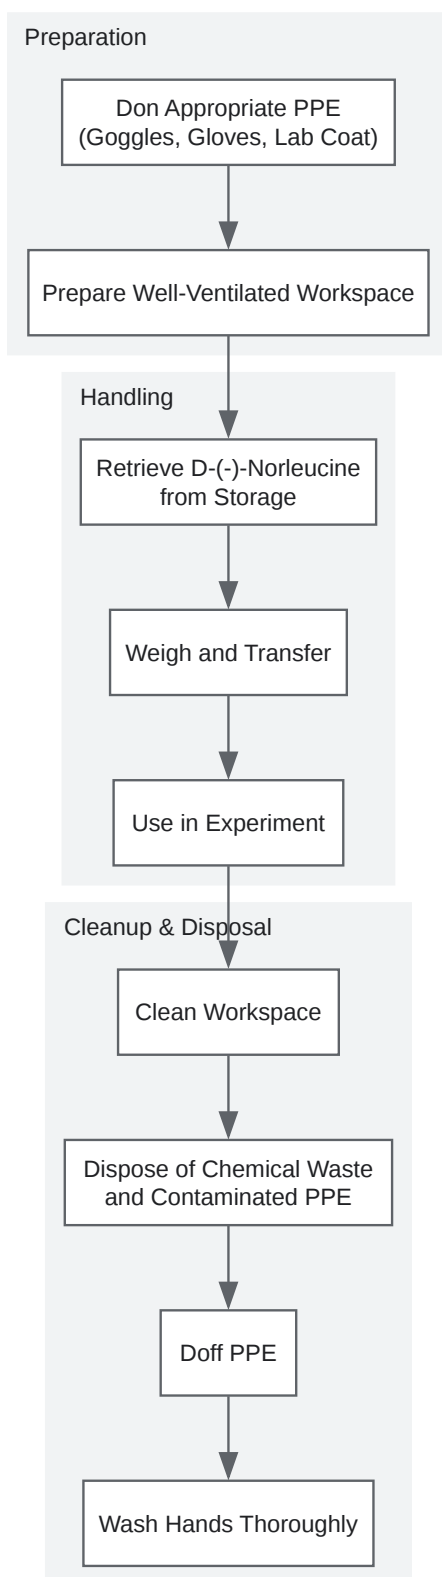 Preparation
Don Appropriate PPE
(Goggles, Gloves, Lab Coat)
Prepare Well-Ventilated Workspace
Handling
Retrieve D-(-)-Norleucine
from Storage
Weigh and Transfer
Use in Experiment
Cleanup & Disposal
Clean Workspace
Dispose of Chemical Waste
and Contaminated PPE
Doff PPE
Wash Hands Thoroughly